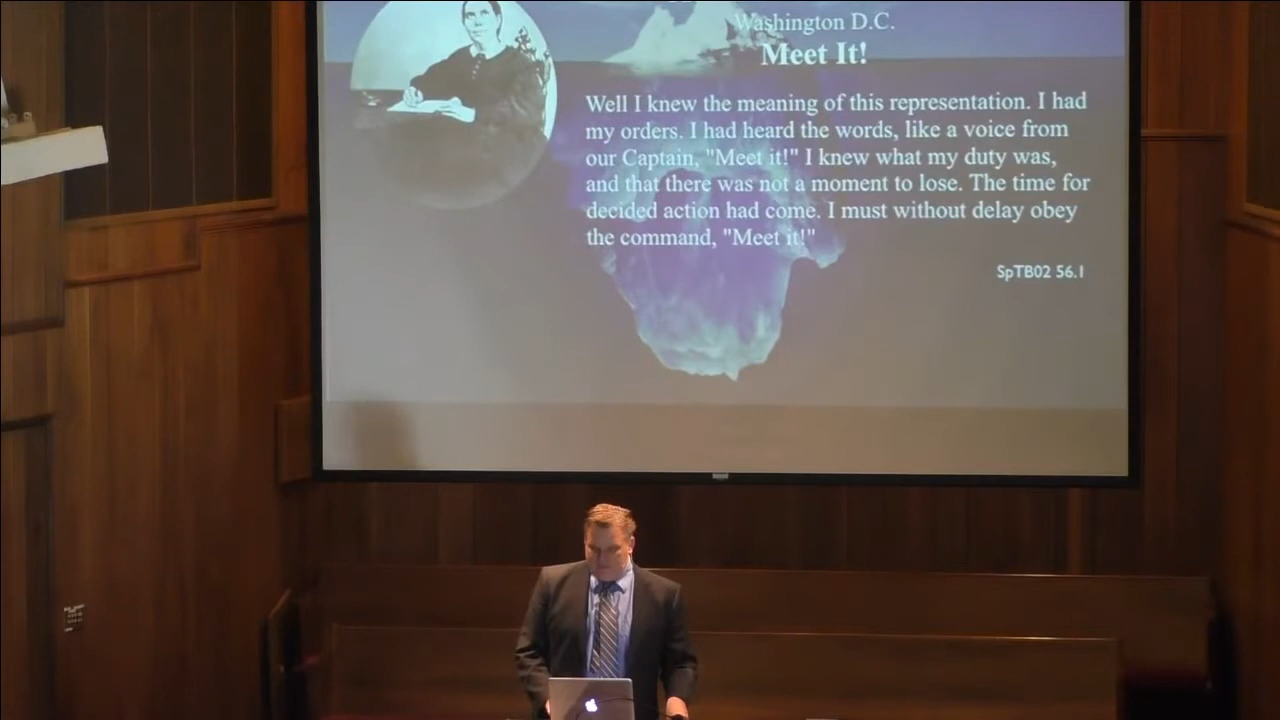 Washington D.C.
Meet It!
Well I knew the meaning of this representation. I had
my orders. I had heard the words, like a voice from
our Captain, "Meet it!" I knew what my duty was,
and that there was not a moment to lose. The time for
decided action had come. I must without delay obey
the command, "Meet it!"
SpTB02 56.1